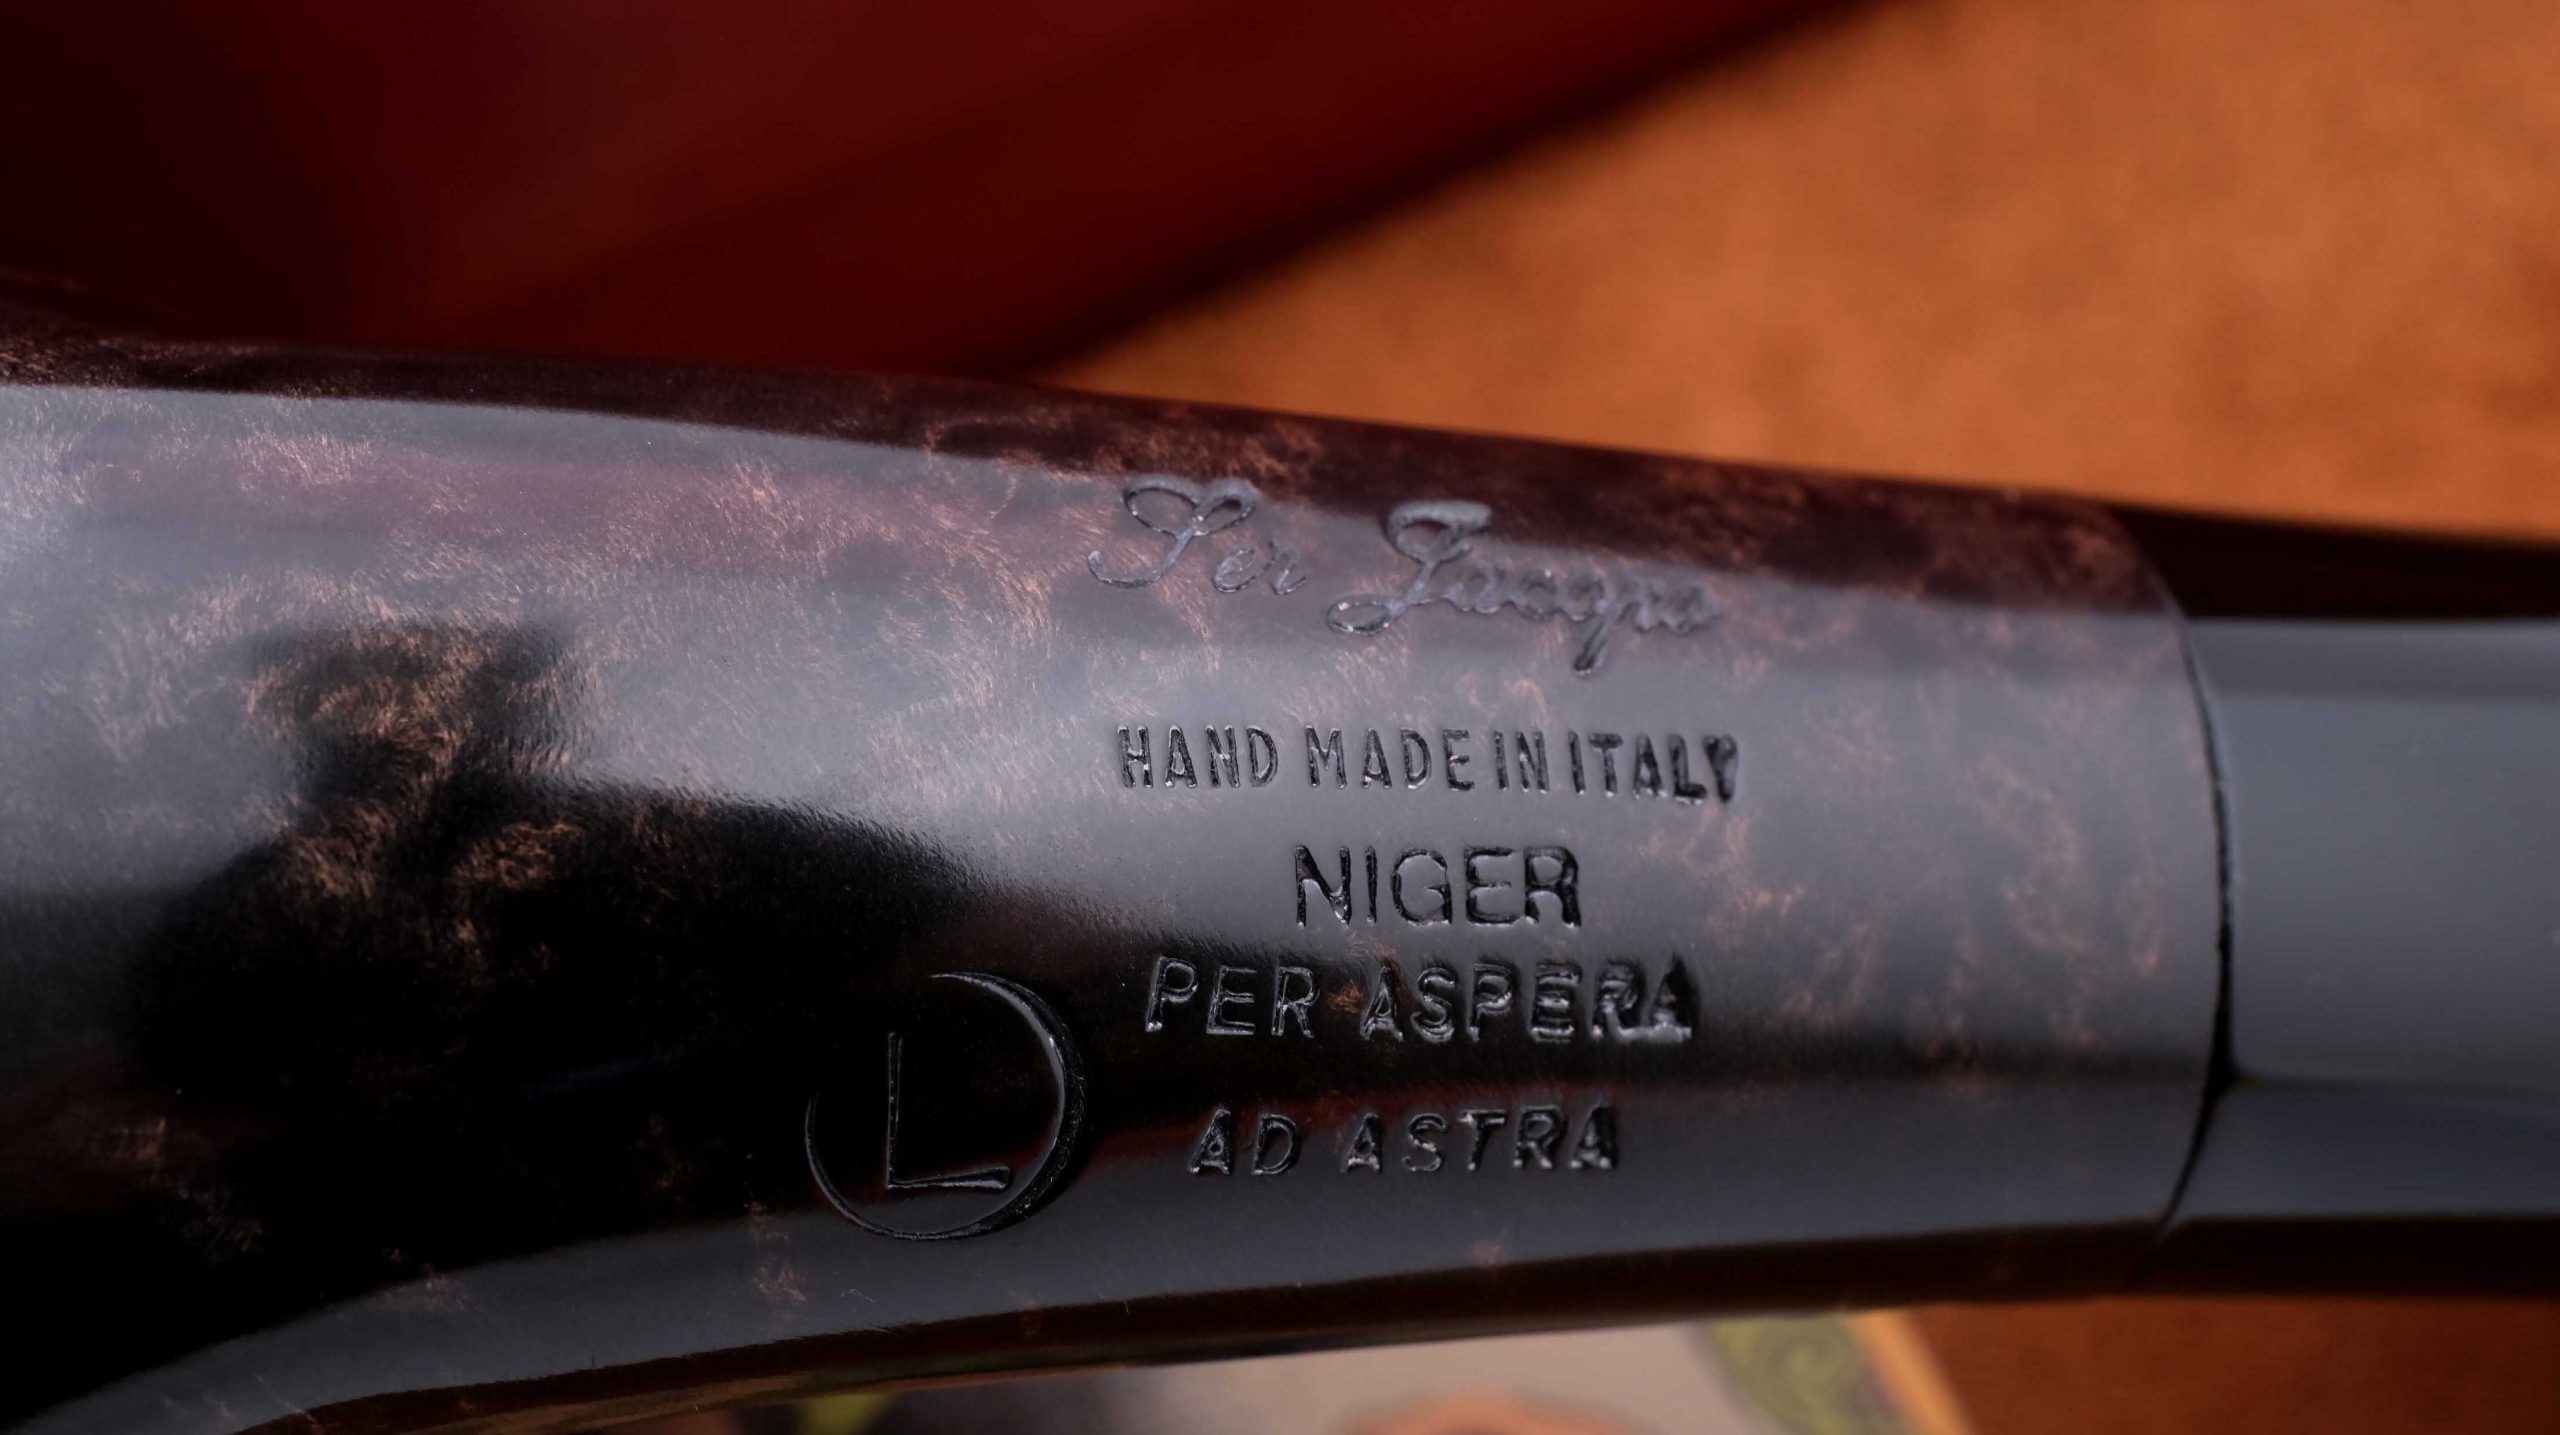 Ser Jacopo
HAND MADE IN ITALY
NIGER
PER ASPERA
AD ASTRA
L